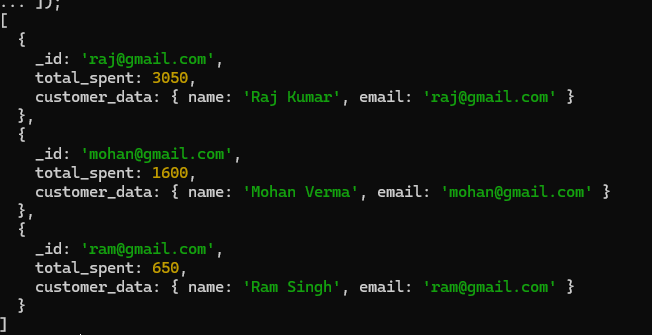 ... ]);
[
  {
    _id: 'raj@gmail.com',
    total_spent: 3050,
    customer_data: { name: 'Raj Kumar', email: 'raj@gmail.com' }
  },
  {
    _id: 'mohan@gmail.com',
    total_spent: 1600,
    customer_data: { name: 'Mohan Verma', email: 'mohan@gmail.com' }
  },
  {
    _id: 'ram@gmail.com',
    total_spent: 650,
    customer_data: { name: 'Ram Singh', email: 'ram@gmail.com' }
  }
]